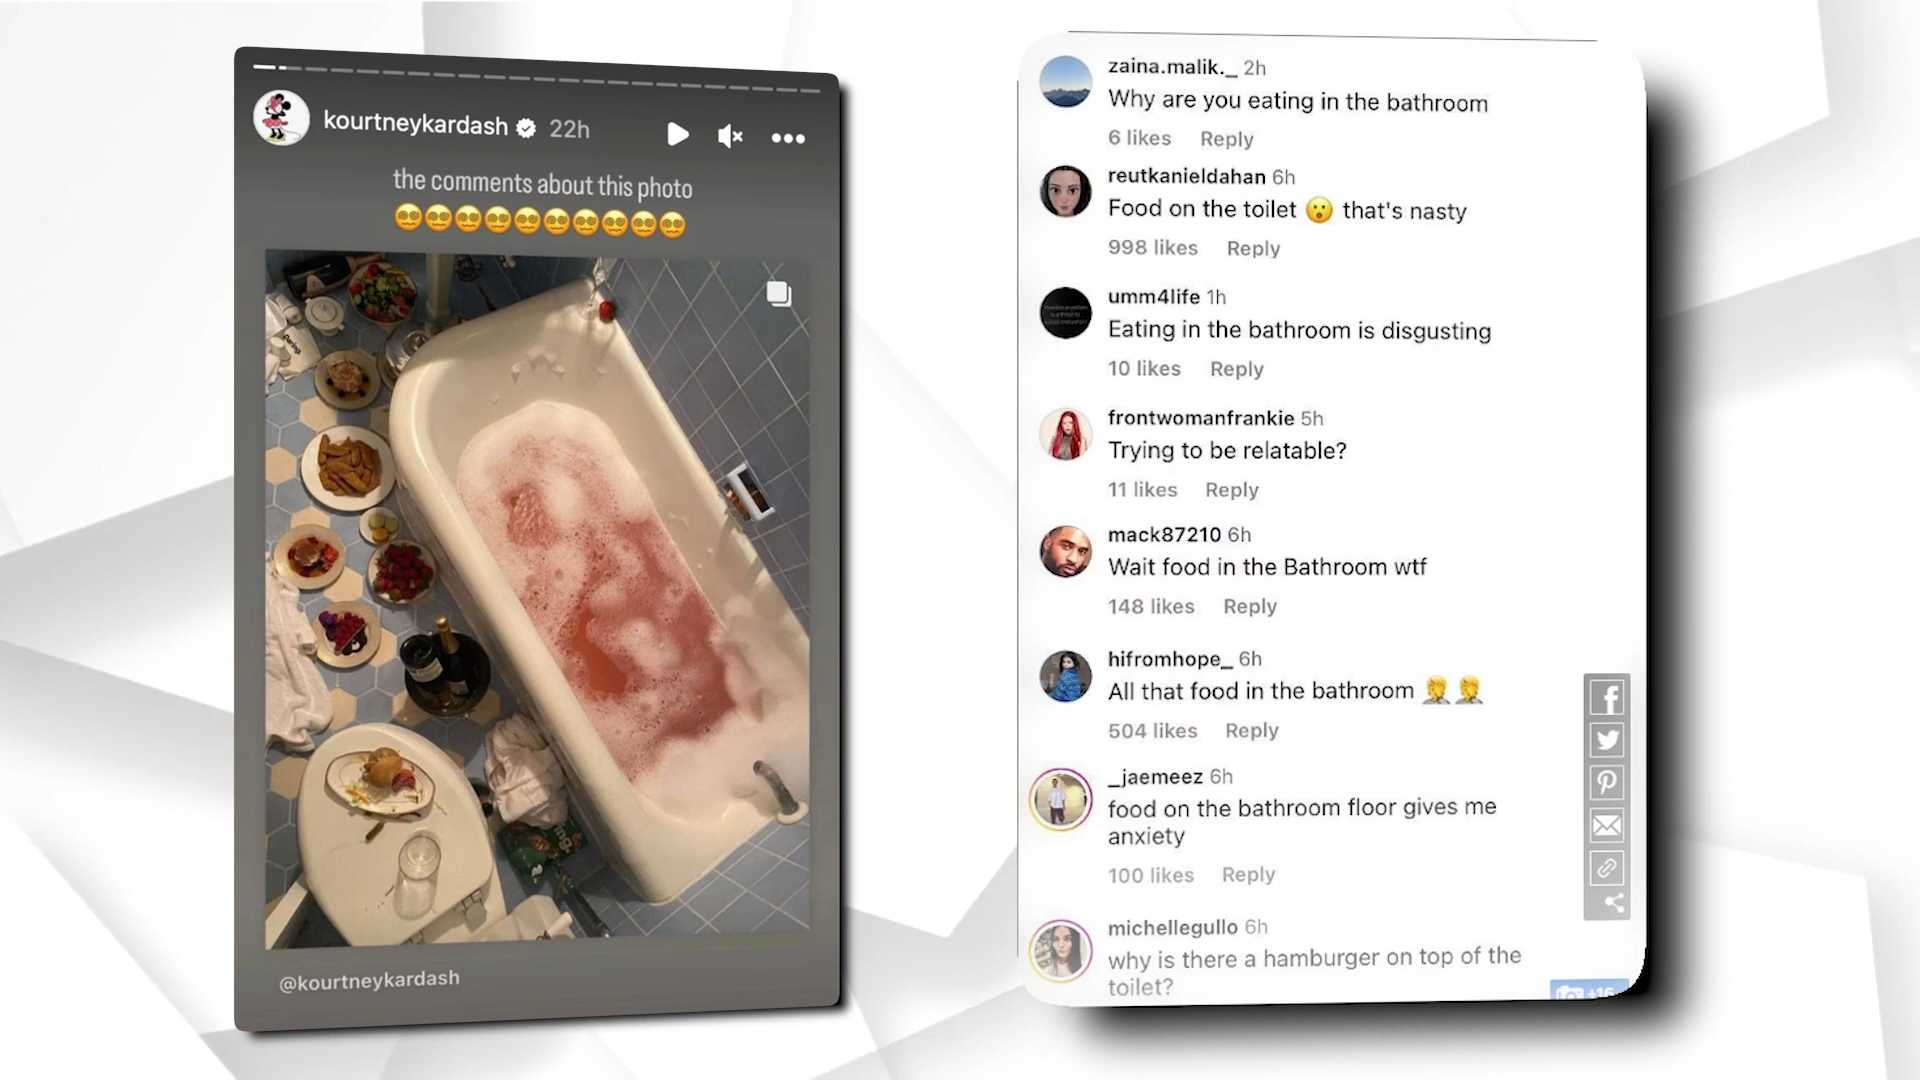 kourtneykardash 22h
the comments about this photo
@kourtneykardash
zaina.malik._ 2h
Why are you eating in the bathroom
6 likes Reply
reutkanieldahan 6h
Food on the toilet 😮 that's nasty
998 likes Reply
umm4life 1h
Eating in the bathroom is disgusting
10 likes Reply
frontwomanfrankie 5h
Trying to be relatable?
11 likes Reply
mack87210 6h
Wait food in the Bathroom wtf
148 likes Reply
hifromhope_ 6h
All that food in the bathroom 🤦🤦
504 likes Reply
_jaemeez 6h
food on the bathroom floor gives me
anxiety
100 likes Reply
michellegullo 6h
why is there a hamburger on top of the
toilet?
+16